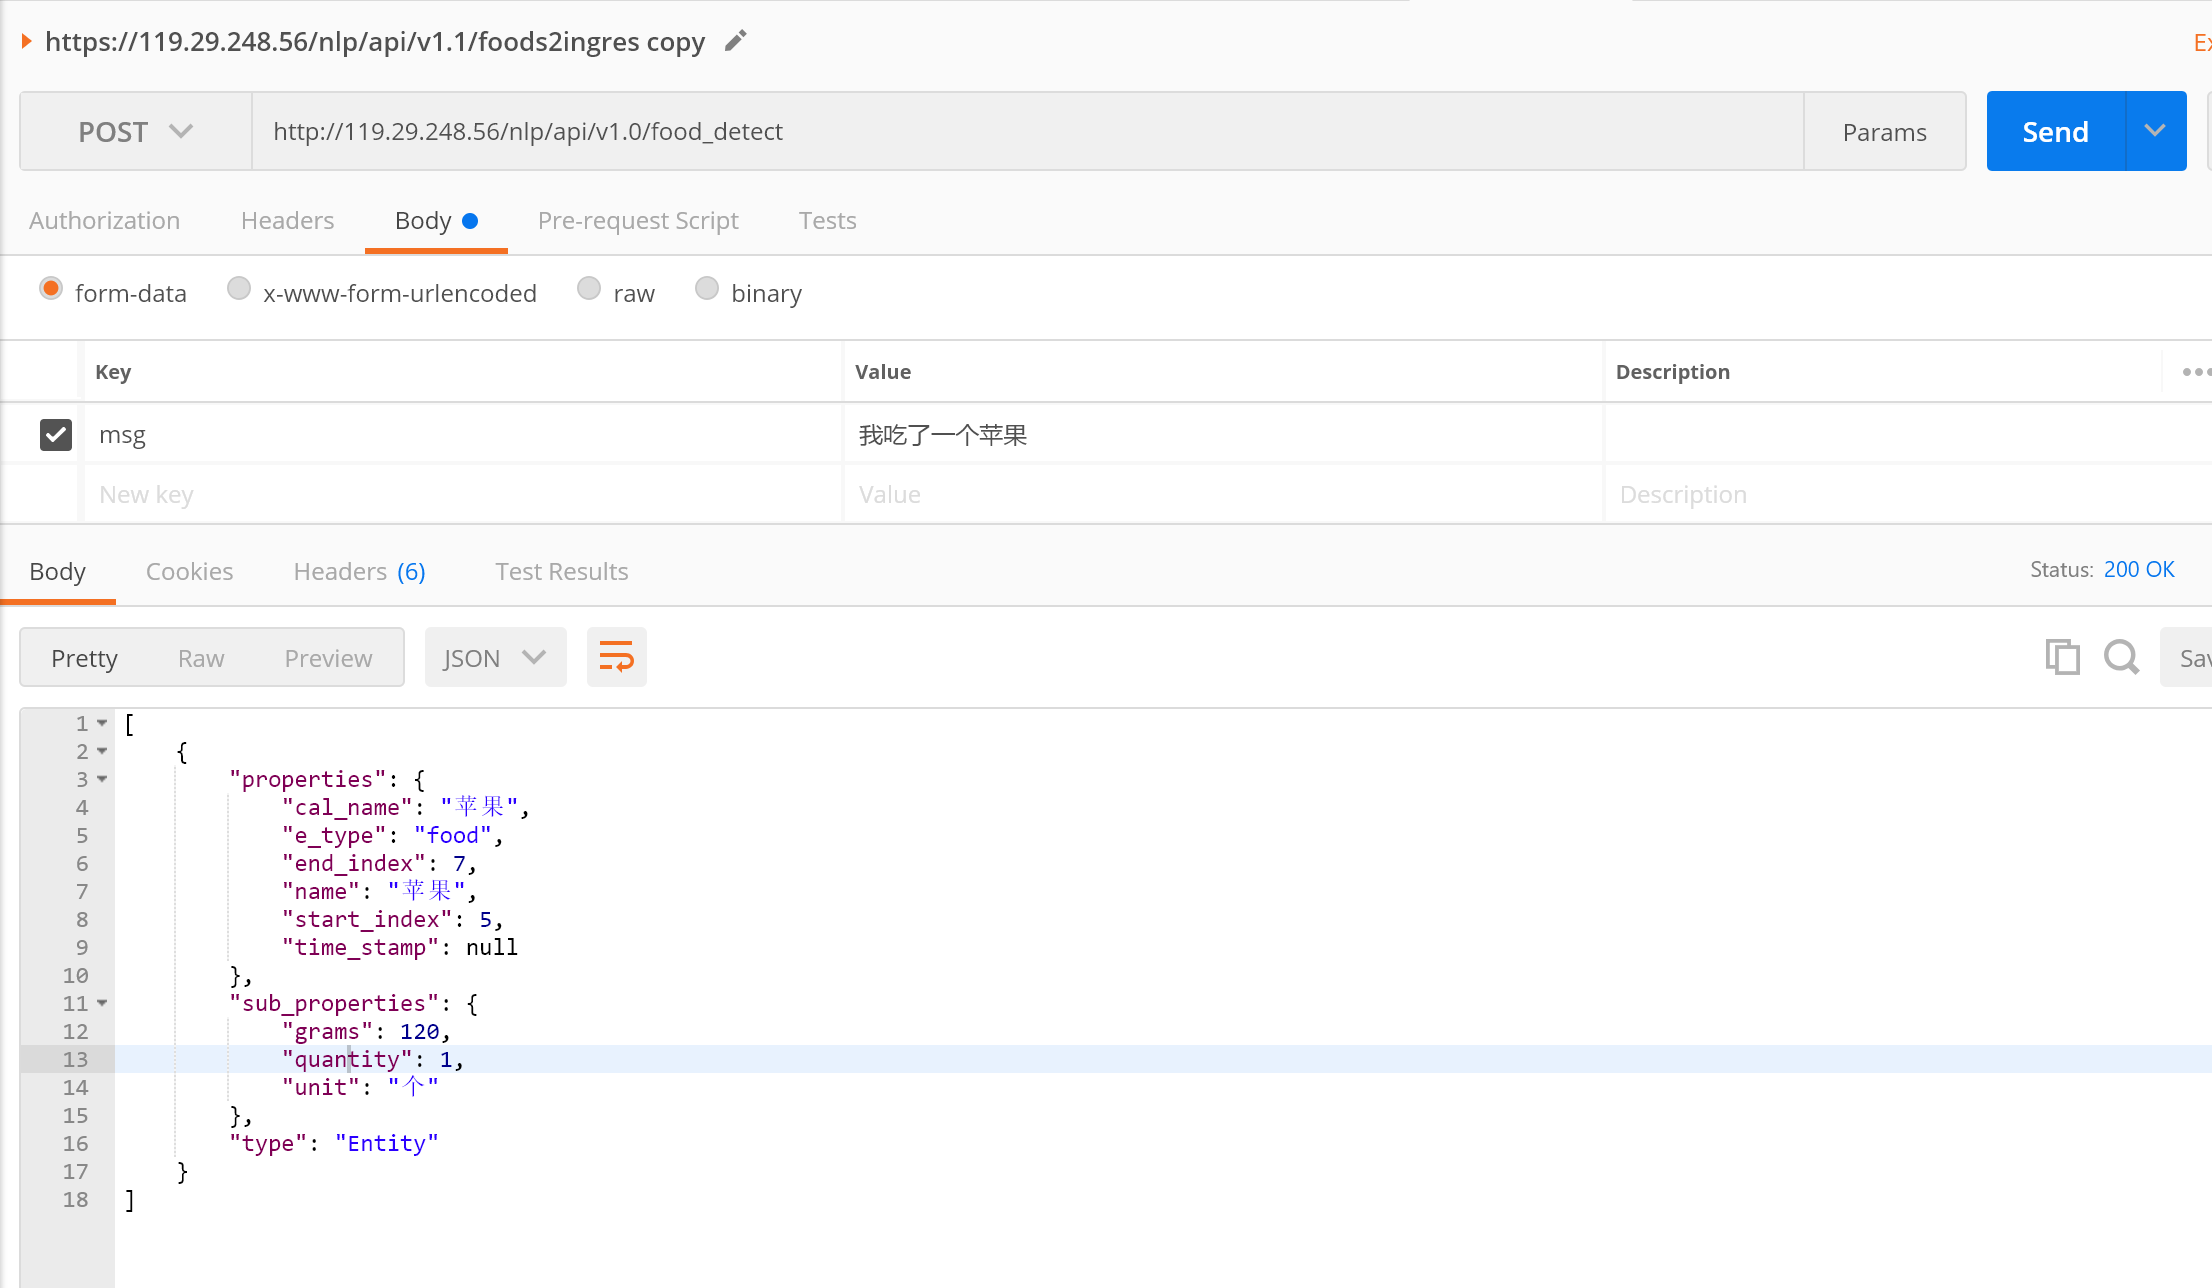 https://119.29.248.56/nlp/api/v1.1/foods2ingres copy
POST http://119.29.248.56/nlp/api/v1.0/food_detect Params Send
Authorization Headers Body Pre-request Script Tests
form-data x-www-form-urlencoded raw binary
Key Value Description
msg 我吃了一个苹果
New key Value Description
Body Cookies Headers (6) Test Results Status: 200 OK
Pretty Raw Preview JSON
1 [
2 {
3 "properties": {
4 "cal_name": "苹果",
5 "e_type": "food",
6 "end_index": 7,
7 "name": "苹果",
8 "start_index": 5,
9 "time_stamp": null
10 },
11 "sub_properties": {
12 "grams": 120,
13 "quantity": 1,
14 "unit": "个"
15 },
16 "type": "Entity"
17 }
18 ]